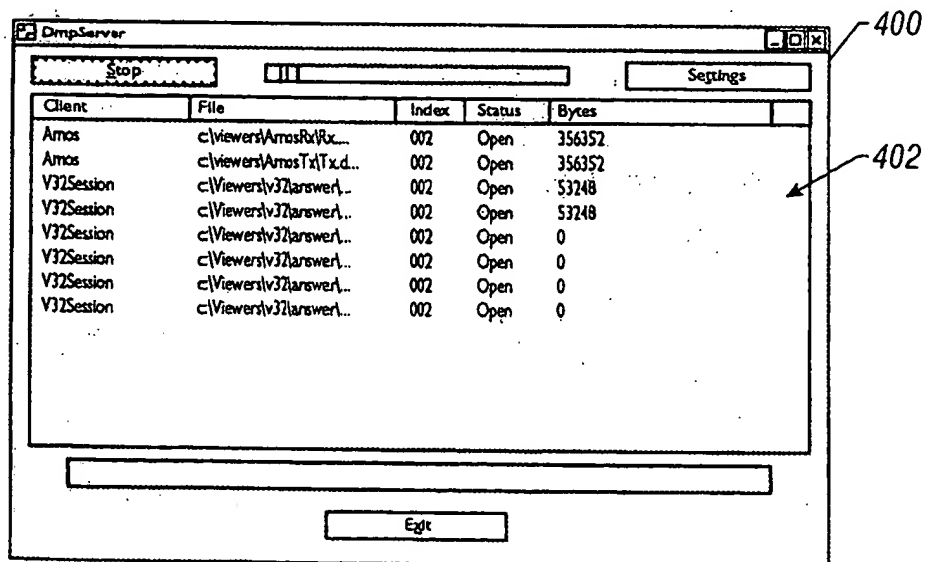 400
DmpServer
Stop Settings
Client File Index Status Bytes
Amos c:\viewers\AmosRx\Rx.... 002 Open 356352
Amos c:\viewers\AmosTx\Tx.d... 002 Open 356352
V32Session c:\Viewers\v32\answer\... 002 Open 53248
V32Session c:\Viewers\v32\answer\... 002 Open 53248
V32Session c:\Viewers\v32\answer\... 002 Open 0
V32Session c:\Viewers\v32\answer\... 002 Open 0
V32Session c:\Viewers\v32\answer\... 002 Open 0
V32Session c:\Viewers\v32\answer\... 002 Open 0
402
Exit